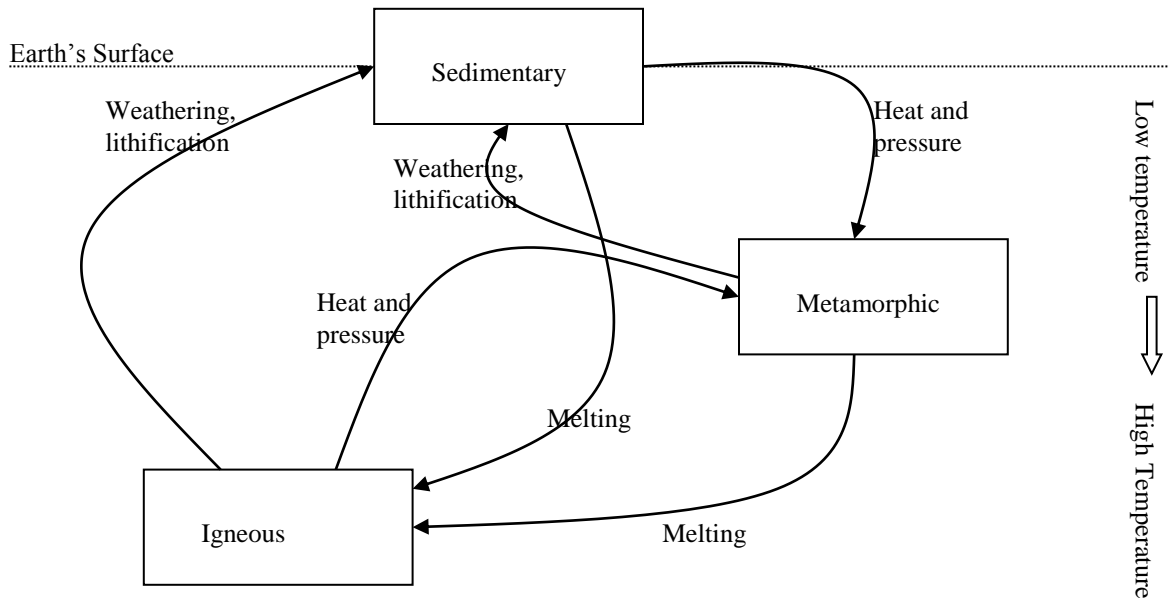 Earth’s Surface
Sedimentary
Weathering,
lithification
Heat and
pressure
Weathering,
lithification
Low temperature
Metamorphic
Heat and
pressure
Melting
High Temperature
Igneous
Melting